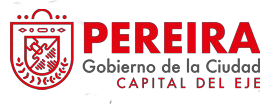 PEREIRA
Gobierno de la Ciudad
CAPITAL DEL EJE